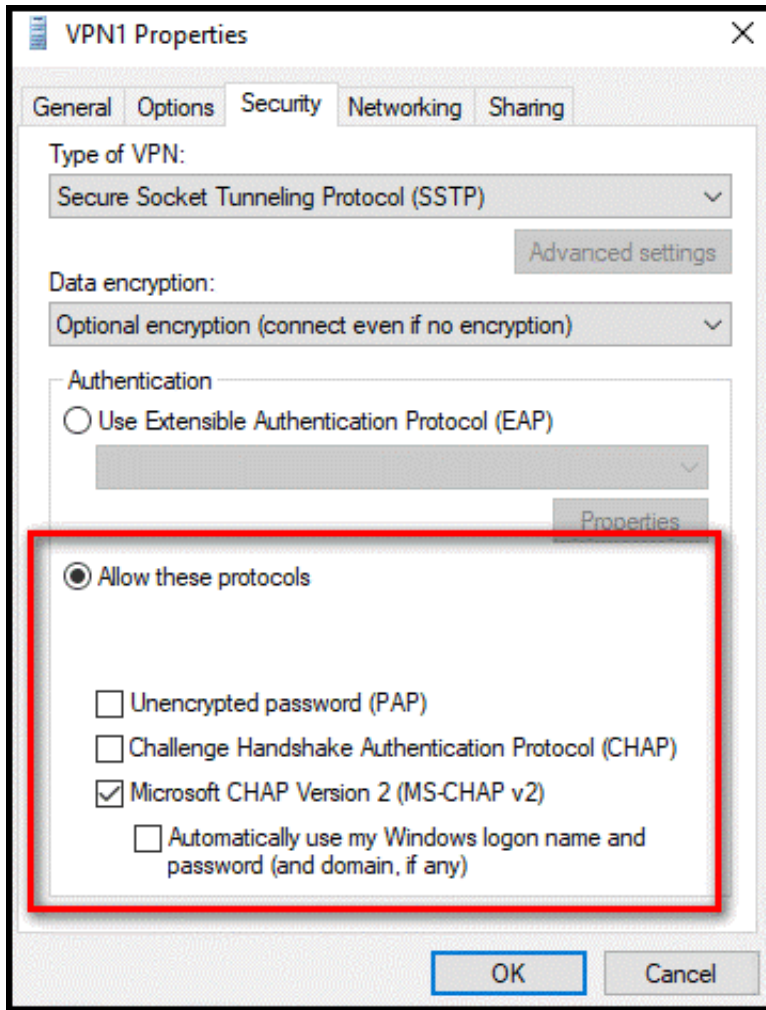 VPN1 Properties
General Options Security Networking Sharing
Type of VPN:
Secure Socket Tunneling Protocol (SSTP)
Advanced settings
Data encryption:
Optional encryption (connect even if no encryption)
Authentication
Use Extensible Authentication Protocol (EAP)
Properties
Allow these protocols
Unencrypted password (PAP)
Challenge Handshake Authentication Protocol (CHAP)
Microsoft CHAP Version 2 (MS-CHAP v2)
Automatically use my Windows logon name and
password (and domain, if any)
OK Cancel